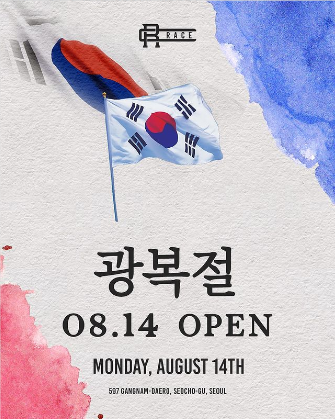 RACE
광복절
08.14 OPEN
MONDAY, AUGUST 14TH
597 GANGNAM-DAERO, SEOCHO-GU, SEOUL